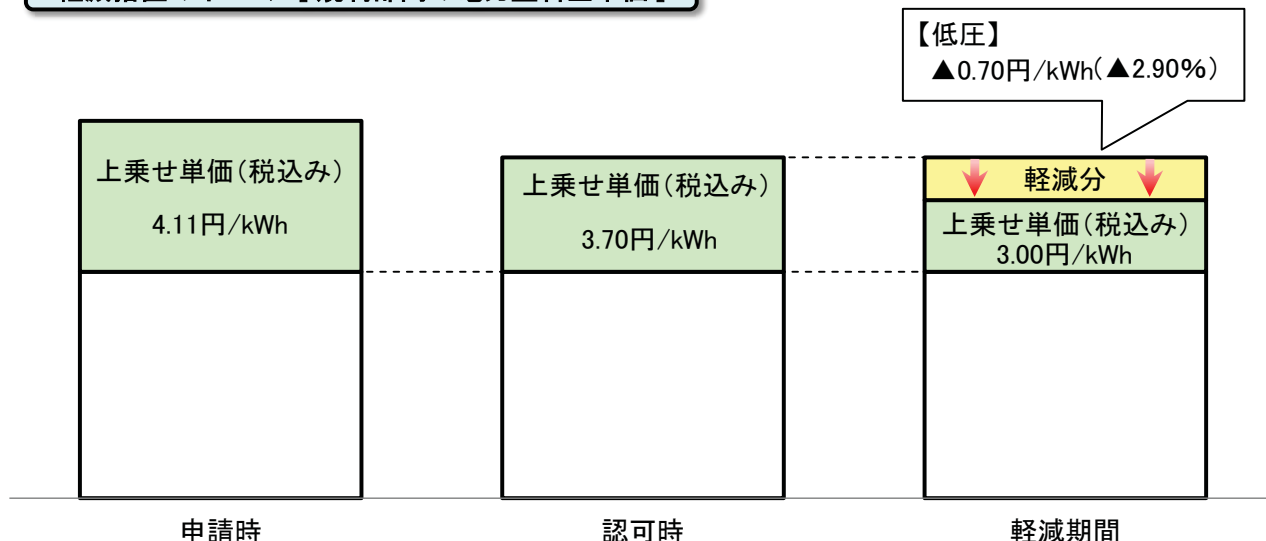 【低圧】
▲0.70円/kWh(▲2.90%)
上乗せ単価(税込み)
4.11円/kWh
上乗せ単価(税込み)
3.70円/kWh
軽減分
上乗せ単価(税込み)
3.00円/kWh
申請時
認可時
軽減期間